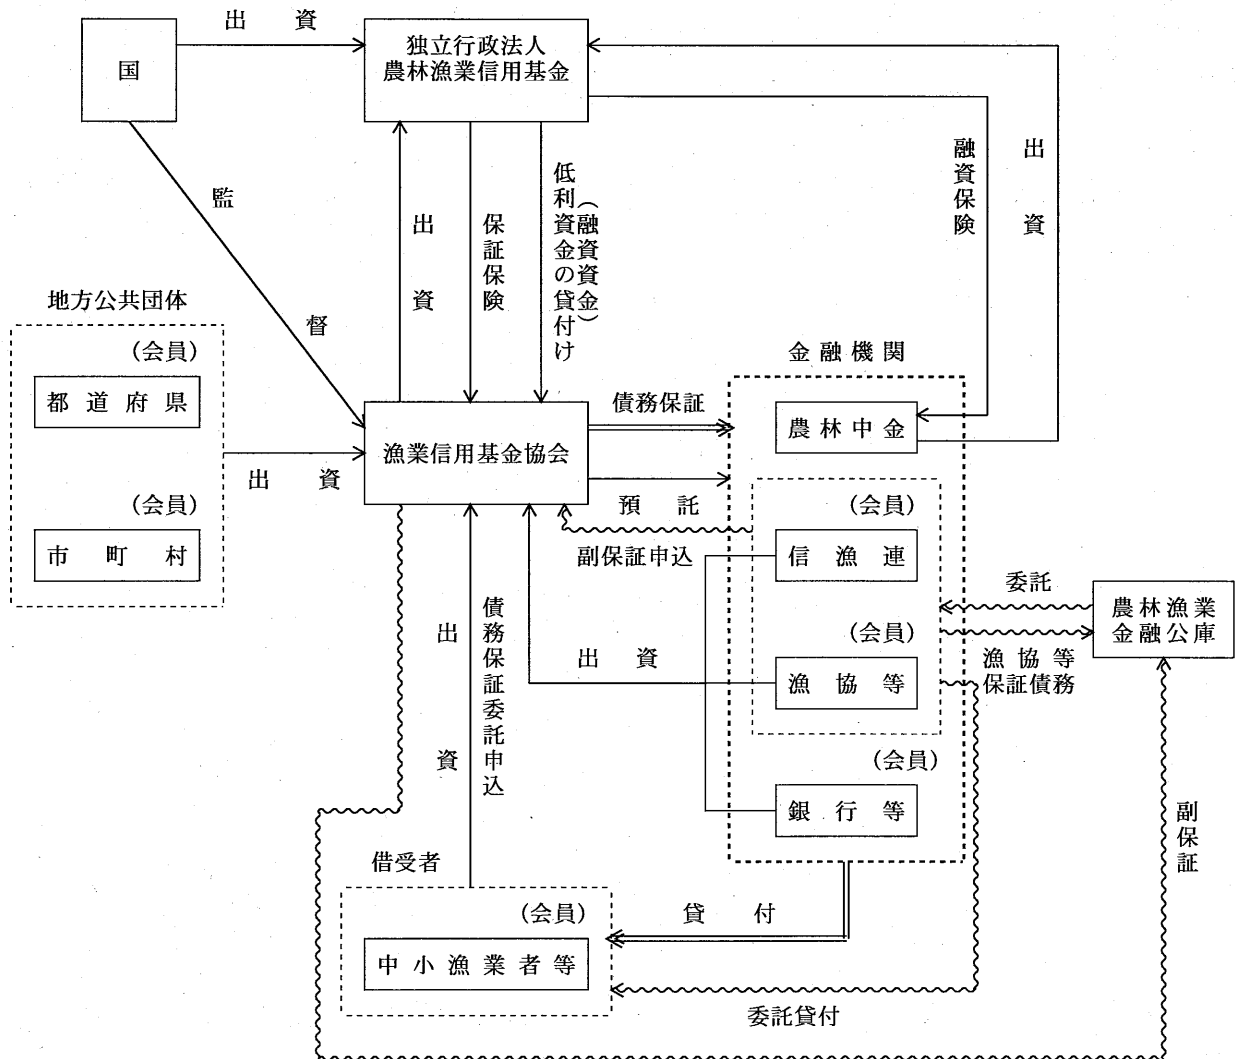 出資
国
独立行政法人
農林漁業信用基金
監督
出資
保証保険
低利資金の貸付け
（融資資金）
融資保険
出資
地方公共団体
（会員）
都道府県
（会員）
市町村
出資
漁業信用基金協会
債務保証
預託
副保証申込
金融機関
農林中金
（会員）
信漁連
（会員）
漁協等
（会員）
銀行等
出資
委託
農林漁業
金融公庫
漁協等
保証債務
出資
債務保証委託申込
副保証
借受者
（会員）
中小漁業者等
貸付
委託貸付